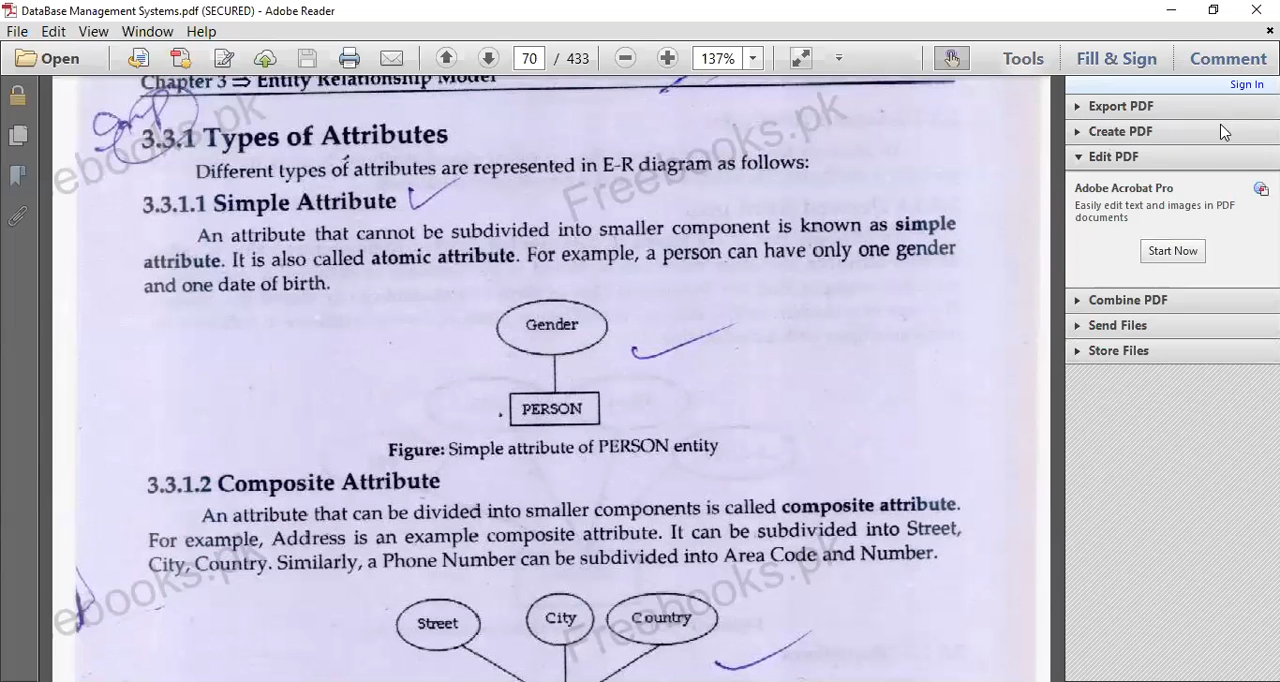 DataBase Management Systems.pdf (SECURED) - Adobe Reader
File Edit View Window Help
Open 70 / 433 137% Tools Fill & Sign Comment
Sign In
Export PDF
Create PDF
Edit PDF
Adobe Acrobat Pro
Easily edit text and images in PDF
documents
Start Now
Combine PDF
Send Files
Store Files
Chapter 3 ⇒ Entity Relationship Model
3.3.1 Types of Attributes
Different types of attributes are represented in E-R diagram as follows:
3.3.1.1 Simple Attribute
An attribute that cannot be subdivided into smaller component is known as simple
attribute. It is also called atomic attribute. For example, a person can have only one gender
and one date of birth.
Gender
PERSON
Figure: Simple attribute of PERSON entity
3.3.1.2 Composite Attribute
An attribute that can be divided into smaller components is called composite attribute.
For example, Address is an example composite attribute. It can be subdivided into Street,
City, Country. Similarly, a Phone Number can be subdivided into Area Code and Number.
Street City Country
eebooks.pk
Freebooks.pk
eebooks.pk
Freebooks.pk